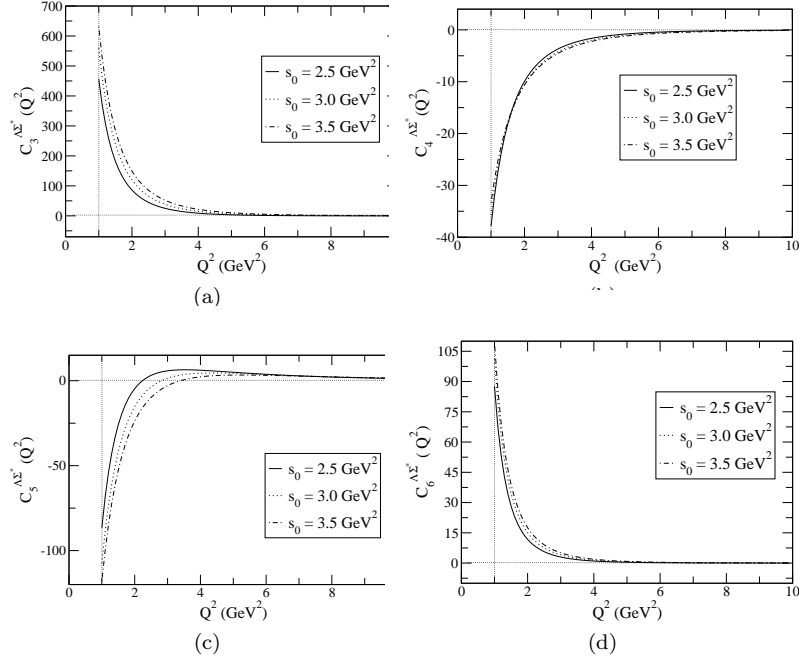 700
600
500
400
300
200
100
0
C_3^{ΛΣ*} (Q^2)
s_0 = 2.5 GeV^2
s_0 = 3.0 GeV^2
s_0 = 3.5 GeV^2
0 2 4 6 8
Q^2 (GeV^2)
(a)
0
-10
-20
-30
-40
C_4^{ΛΣ*} (Q^2)
s_0 = 2.5 GeV^2
s_0 = 3.0 GeV^2
s_0 = 3.5 GeV^2
0 2 4 6 8 10
Q^2 (GeV^2)
0
-50
-100
C_5^{ΛΣ*} (Q^2)
s_0 = 2.5 GeV^2
s_0 = 3.0 GeV^2
s_0 = 3.5 GeV^2
0 2 4 6 8
Q^2 (GeV^2)
(c)
105
90
75
60
45
30
15
0
C_6^{ΛΣ*} (Q^2)
s_0 = 2.5 GeV^2
s_0 = 3.0 GeV^2
s_0 = 3.5 GeV^2
0 2 4 6 8 10
Q^2 (GeV^2)
(d)